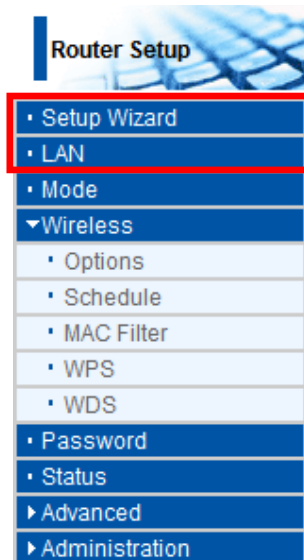 Router Setup
Setup Wizard
LAN
Mode
Wireless
Options
Schedule
MAC Filter
WPS
WDS
Password
Status
Advanced
Administration